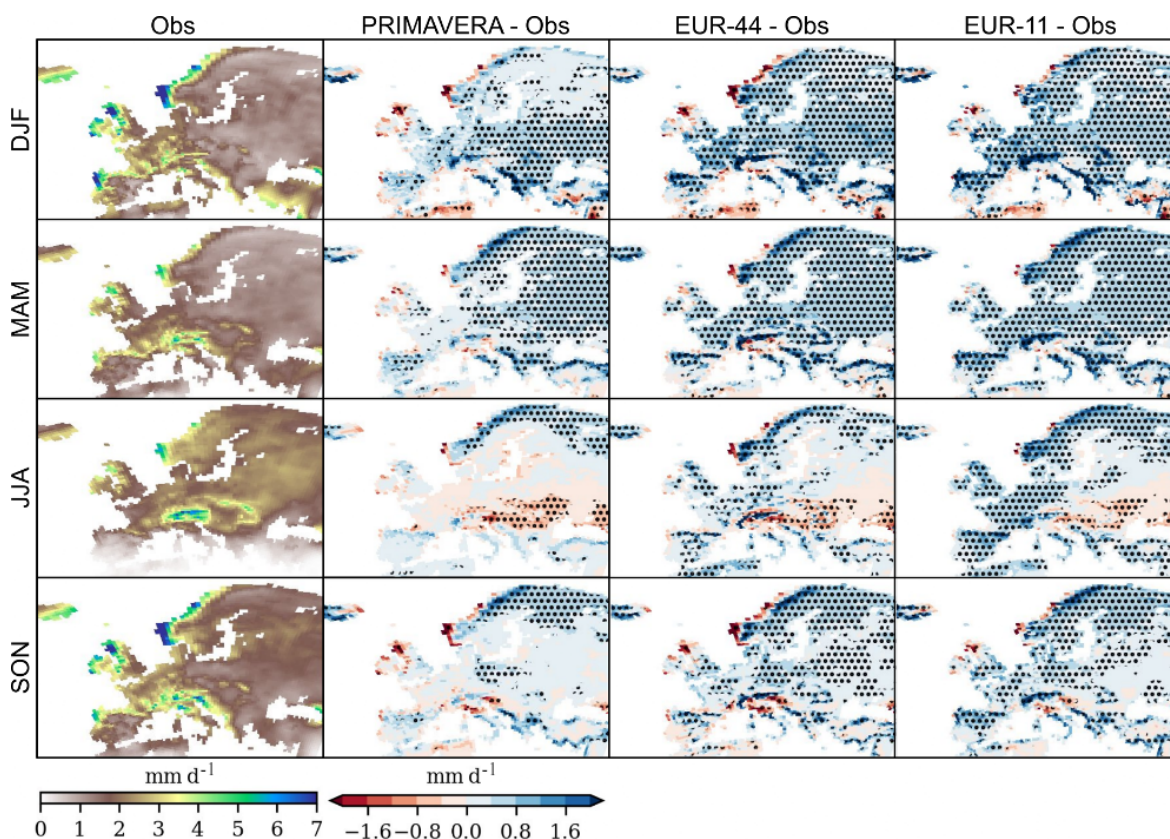 Obs PRIMAVERA - Obs EUR-44 - Obs EUR-11 - Obs
DJF
MAM
JJA
SON
mm d⁻¹ mm d⁻¹
0 1 2 3 4 5 6 7 −1.6 −0.8 0.0 0.8 1.6